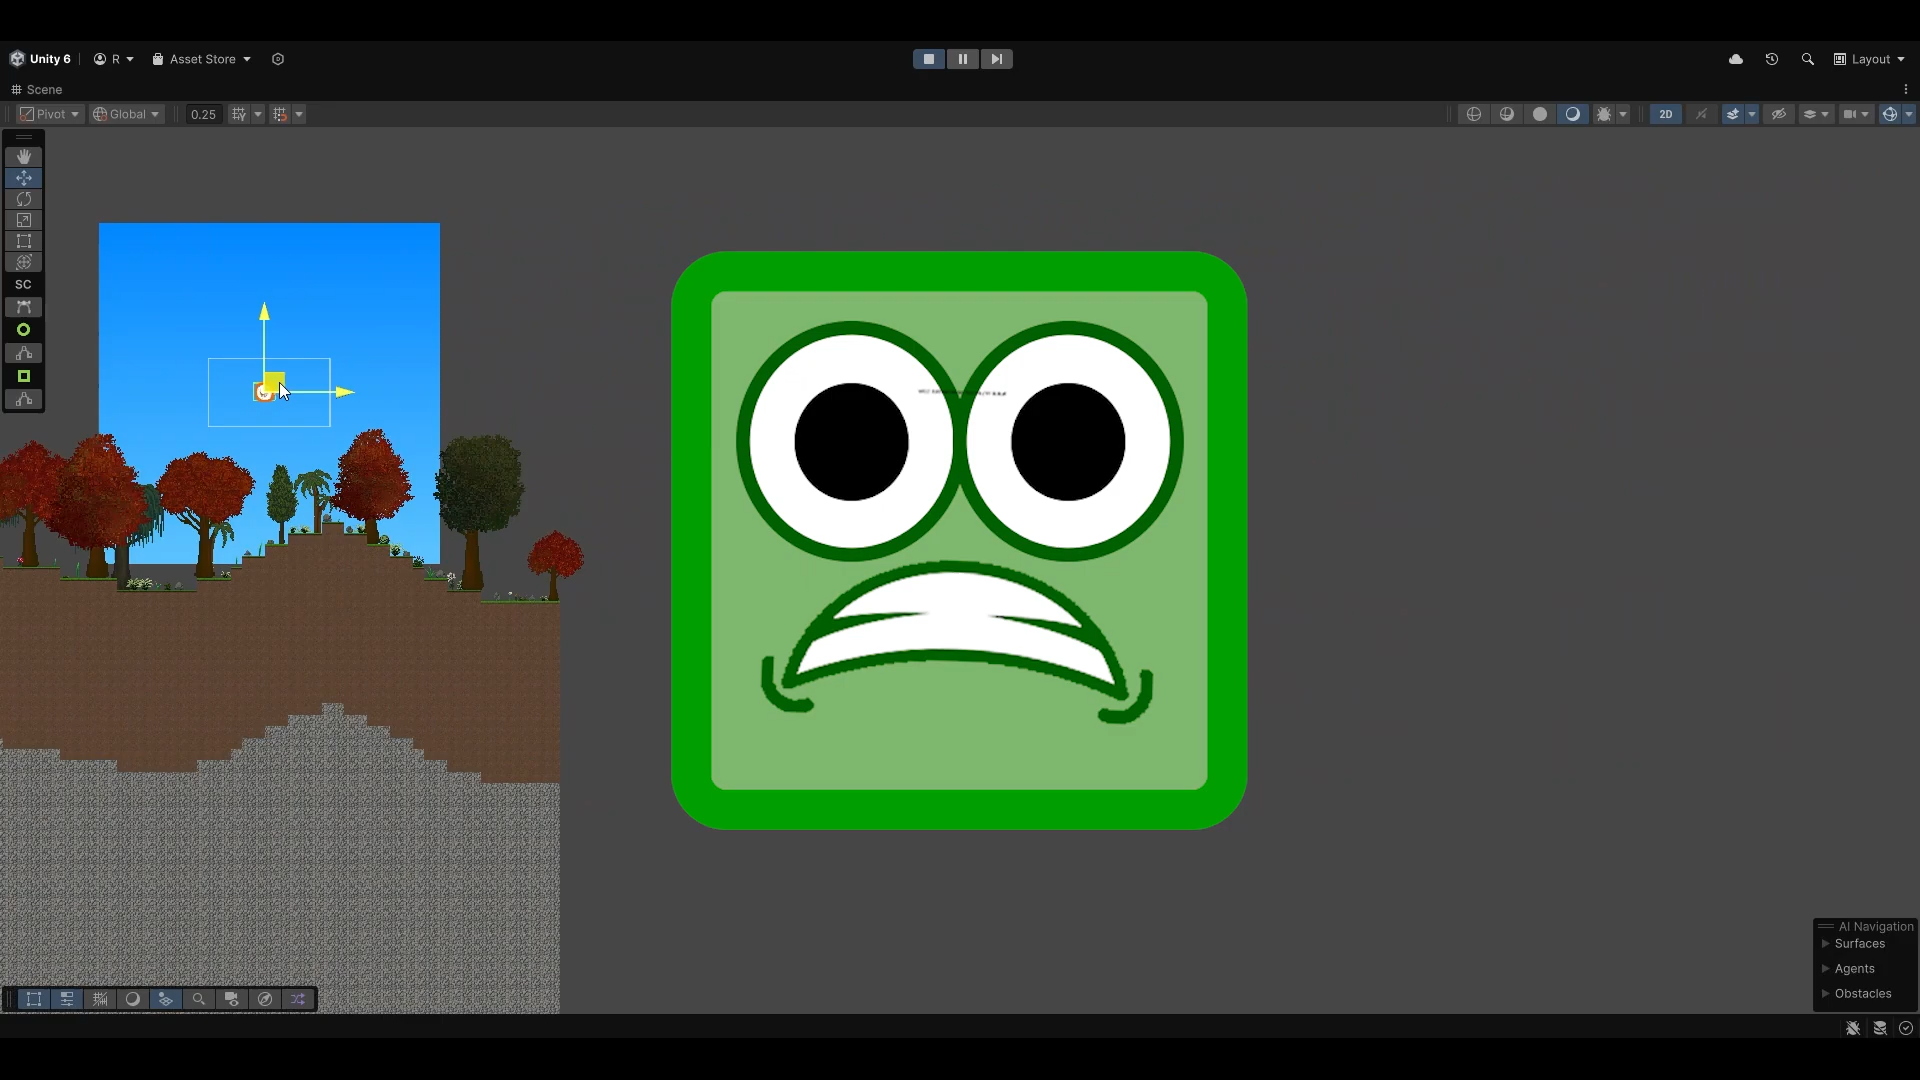 Unity 6 R Asset Store Layout
Scene
Pivot Global 0.25 2D
SC
AI Navigation
Surfaces
Agents
Obstacles